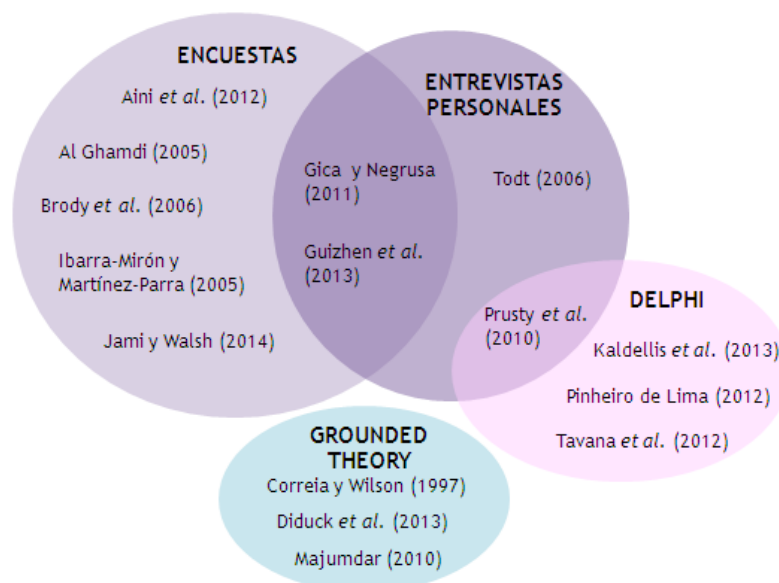 ENCUESTAS
Aini et al. (2012)
Al Ghamdi (2005)
Brody et al. (2006)
Ibarra-Mirón y
Martínez-Parra (2005)
Jami y Walsh (2014)
Gica y Negrusa
(2011)
Guizhen et al.
(2013)
ENTREVISTAS
PERSONALES
Todt (2006)
Prusty et al.
(2010)
DELPHI
Kaldellis et al. (2013)
Pinheiro de Lima (2012)
Tavana et al. (2012)
GROUNDED
THEORY
Correia y Wilson (1997)
Diduck et al. (2013)
Majumdar (2010)